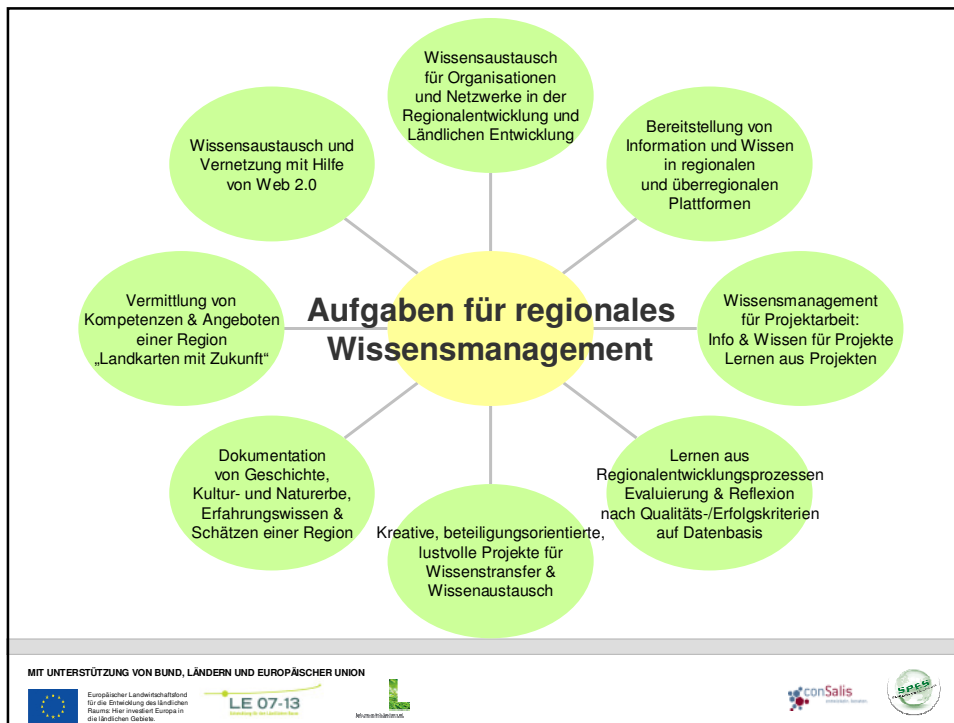 Wissensaustausch
für Organisationen
und Netzwerke in der
Regionalentwicklung und
Ländlichen Entwicklung
Bereitstellung von
Information und Wissen
in regionalen
und überregionalen
Plattformen
Wissensmanagement
für Projektarbeit:
Info & Wissen für Projekte
Lernen aus Projekten
Lernen aus
Regionalentwicklungsprozessen
Evaluierung & Reflexion
nach Qualitäts-/Erfolgskriterien
auf Datenbasis
Kreative, beteiligungsorientierte,
lustvolle Projekte für
Wissenstransfer &
Wissenaustausch
Dokumentation
von Geschichte,
Kultur- und Naturerbe,
Erfahrungswissen &
Schätzen einer Region
Vermittlung von
Kompetenzen & Angeboten
einer Region
„Landkarten mit Zukunft“
Wissensaustausch und
Vernetzung mit Hilfe
von Web 2.0
Aufgaben für regionales
Wissensmanagement
MIT UNTERSTÜTZUNG VON BUND, LÄNDERN UND EUROPÄISCHER UNION
Europäischer Landwirtschaftsfond
für die Entwicklung des ländlichen
Raums: Hier investiert Europa in
die ländlichen Gebiete.
LE 07-13
conSalis
SPES